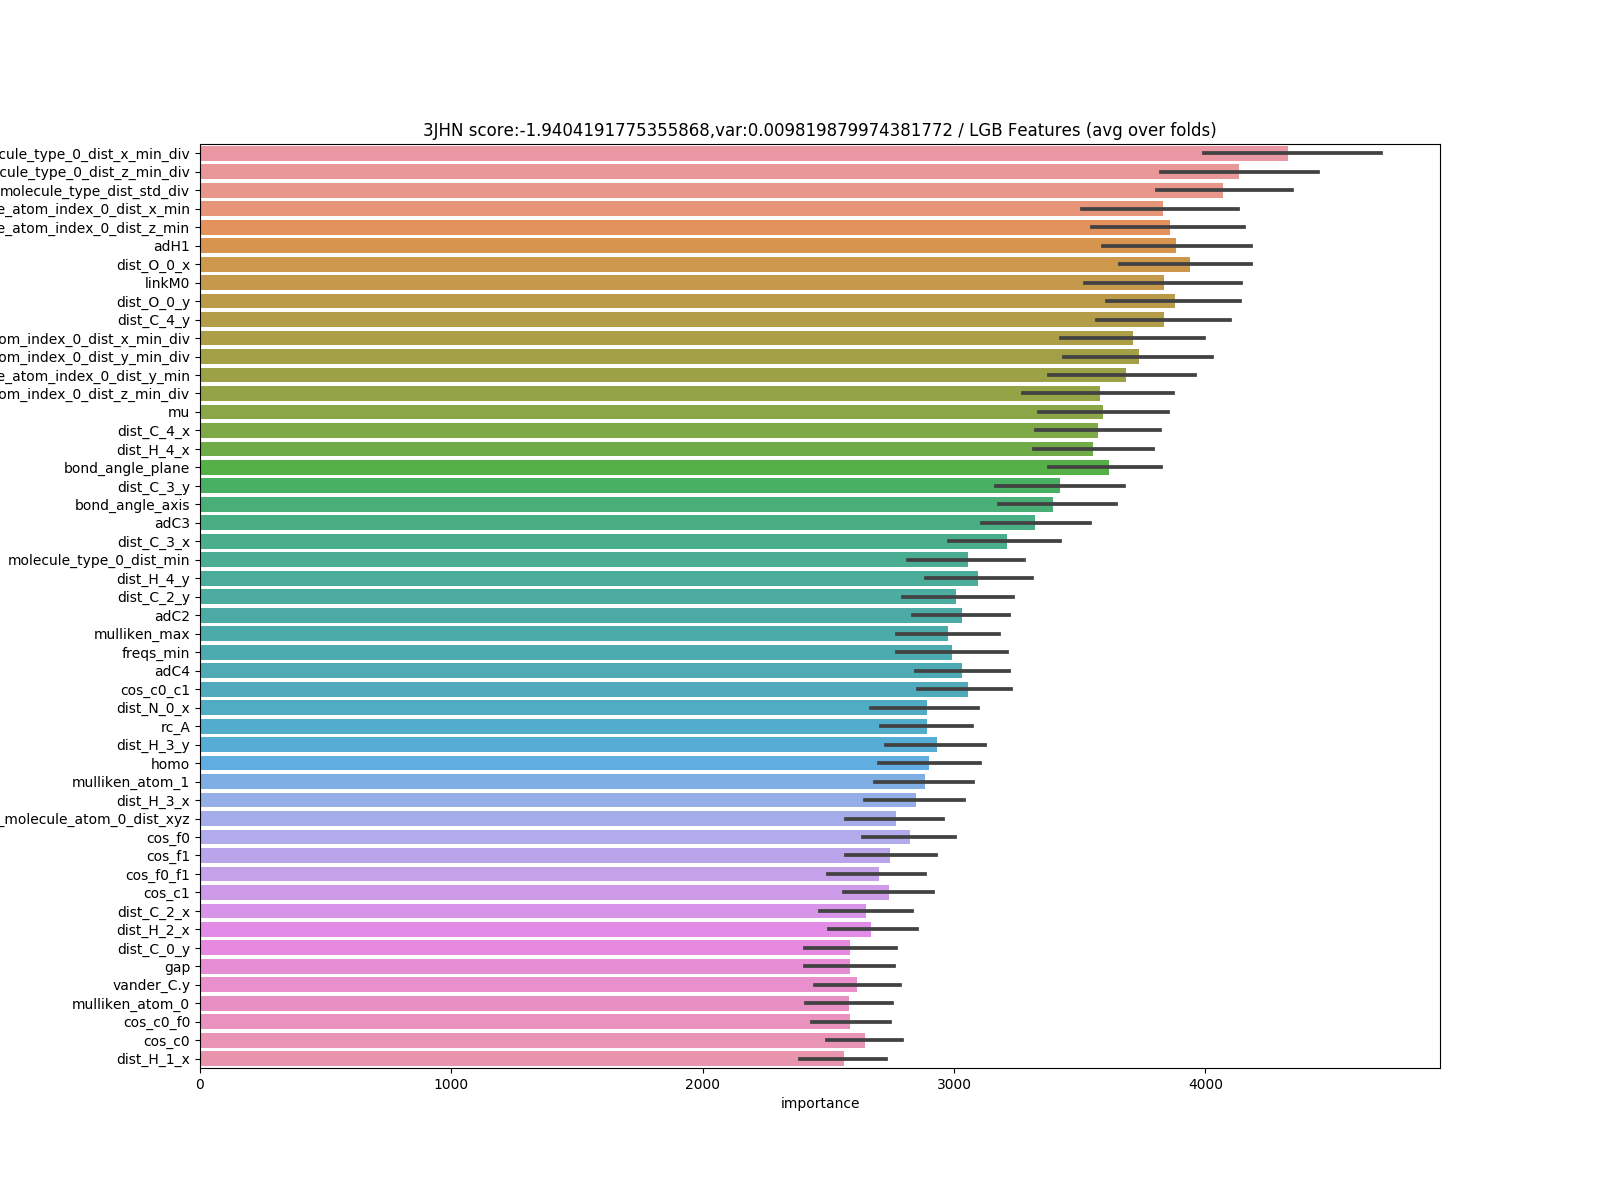 3JHN score:-1.9404191775355868,var:0.009819879974381772 / LGB Features (avg over folds)
cule_type_0_dist_x_min_div
cule_type_0_dist_z_min_div
molecule_type_dist_std_div
e_atom_index_0_dist_x_min
e_atom_index_0_dist_z_min
adH1
dist_O_0_x
linkM0
dist_O_0_y
dist_C_4_y
om_index_0_dist_x_min_div
om_index_0_dist_y_min_div
e_atom_index_0_dist_y_min
om_index_0_dist_z_min_div
mu
dist_C_4_x
dist_H_4_x
bond_angle_plane
dist_C_3_y
bond_angle_axis
adC3
dist_C_3_x
molecule_type_0_dist_min
dist_H_4_y
dist_C_2_y
adC2
mulliken_max
freqs_min
adC4
cos_c0_c1
dist_N_0_x
rc_A
dist_H_3_y
homo
mulliken_atom_1
dist_H_3_x
_molecule_atom_0_dist_xyz
cos_f0
cos_f1
cos_f0_f1
cos_c1
dist_C_2_x
dist_H_2_x
dist_C_0_y
gap
vander_C.y
mulliken_atom_0
cos_c0_f0
cos_c0
dist_H_1_x
0 1000 2000 3000 4000
importance